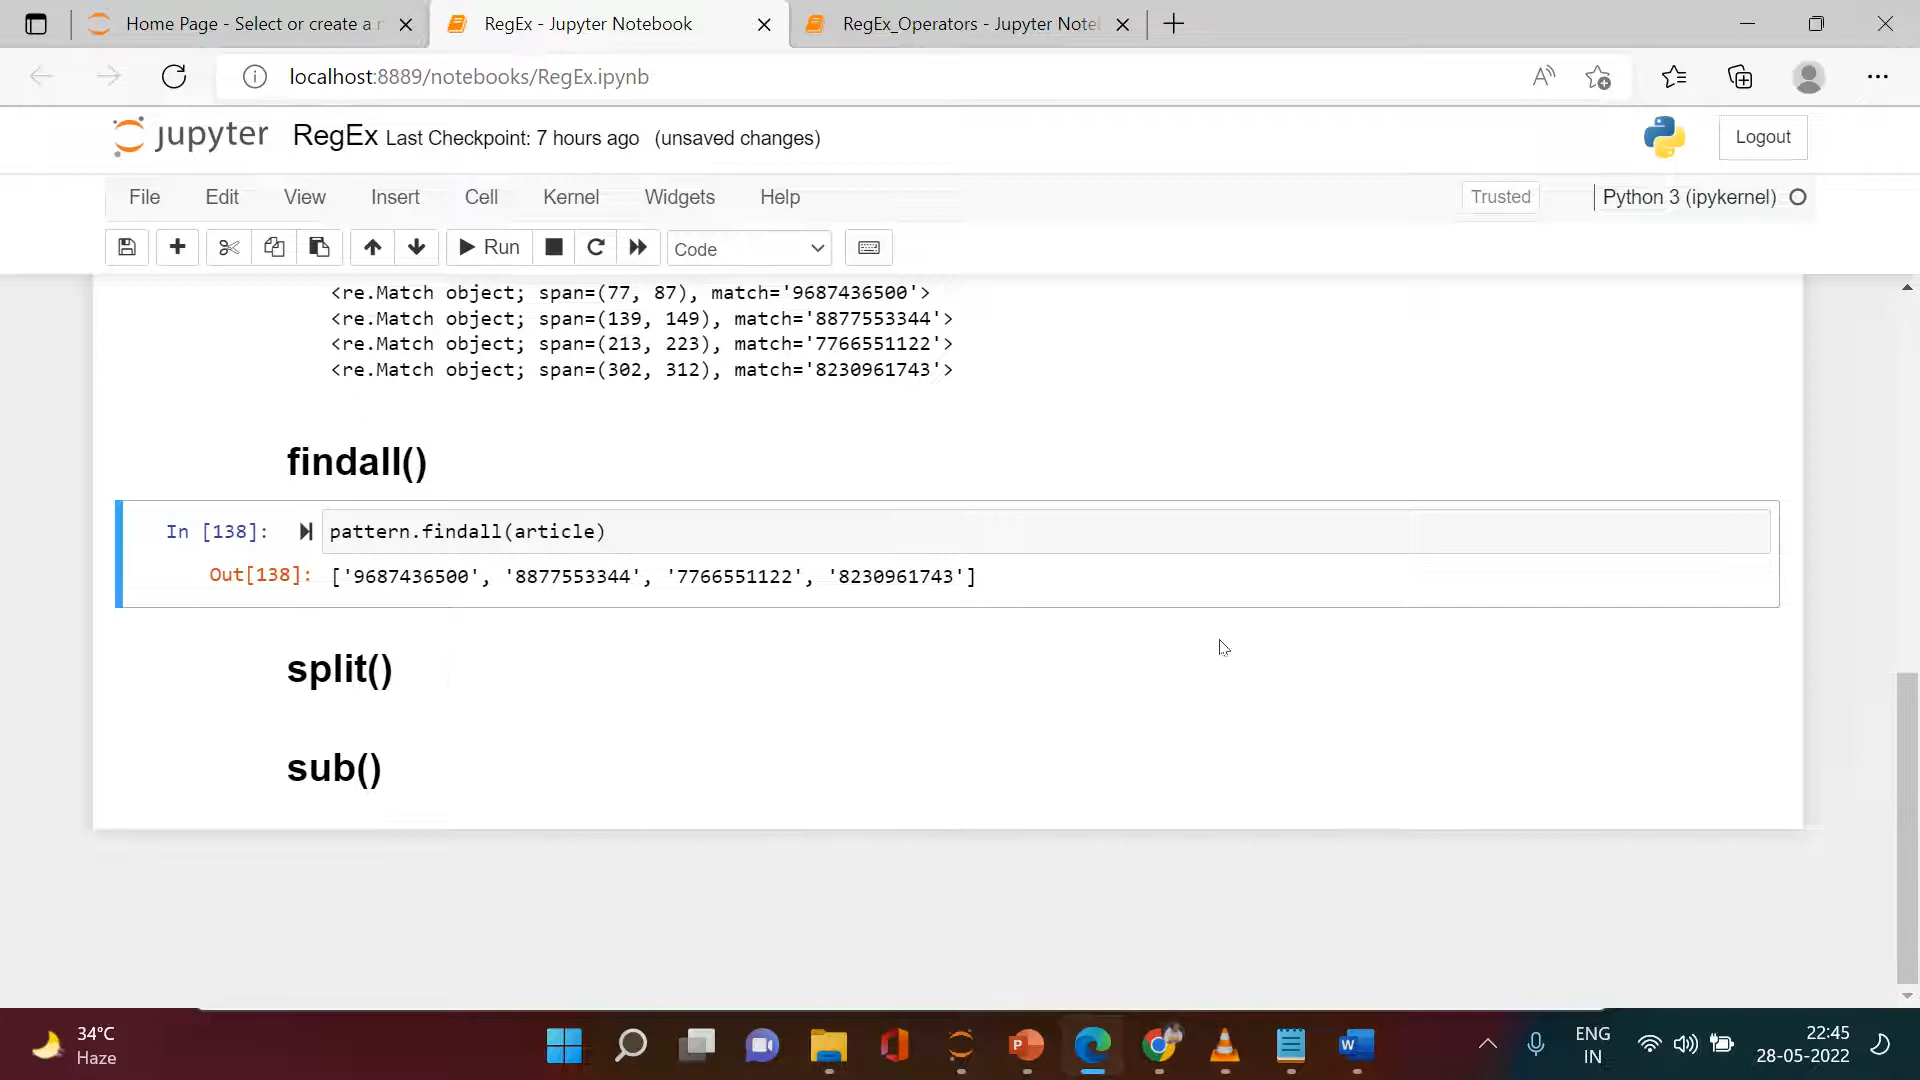 Home Page - Select or create a n
RegEx - Jupyter Notebook
RegEx_Operators - Jupyter Note
localhost:8889/notebooks/RegEx.ipynb
jupyter RegEx Last Checkpoint: 7 hours ago (unsaved changes)
Logout
File Edit View Insert Cell Kernel Widgets Help
Trusted
Python 3 (ipykernel)
Run
Code
<re.Match object; span=(77, 87), match='9687436500'>
<re.Match object; span=(139, 149), match='8877553344'>
<re.Match object; span=(213, 223), match='7766551122'>
<re.Match object; span=(302, 312), match='8230961743'>
findall()
In [138]: pattern.findall(article)
Out[138]: ['9687436500', '8877553344', '7766551122', '8230961743']
split()
sub()
34°C
Haze
ENG
IN
22:45
28-05-2022